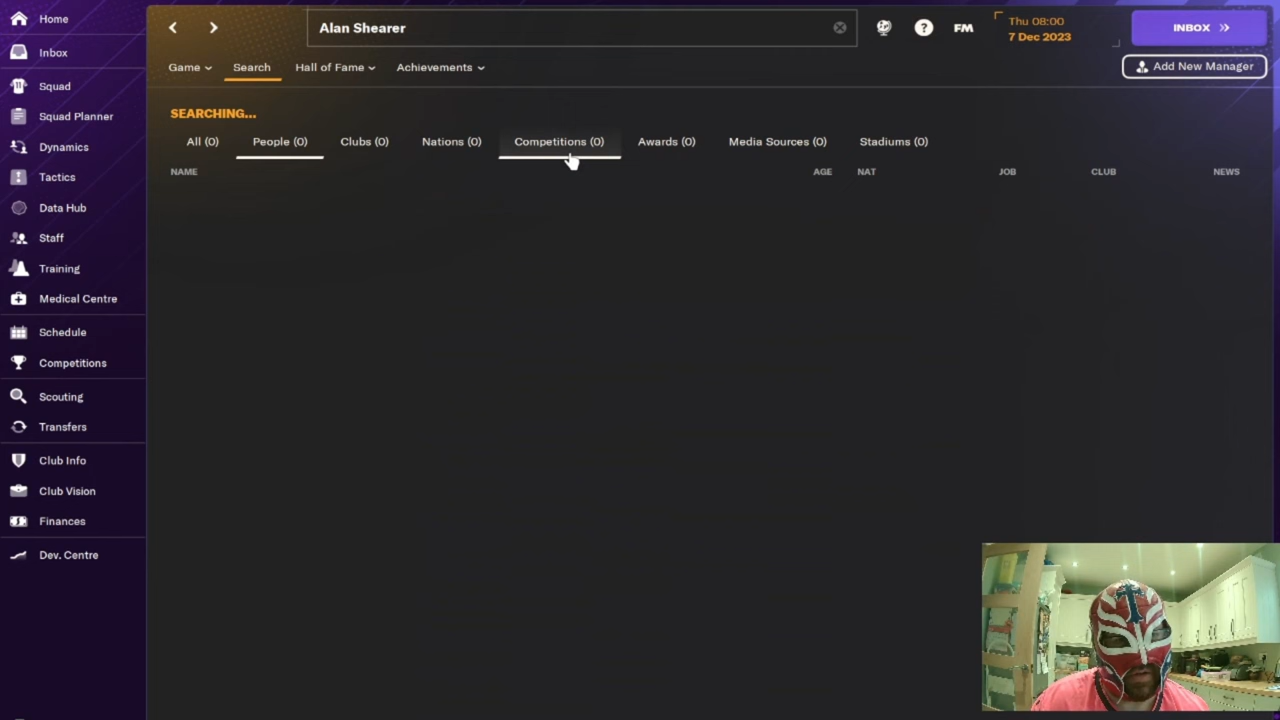 Home
Inbox
Squad
Squad Planner
Dynamics
Tactics
Data Hub
Staff
Training
Medical Centre
Schedule
Competitions
Scouting
Transfers
Club Info
Club Vision
Finances
Dev. Centre
Alan Shearer
?
FM
Thu 08:00
7 Dec 2023
INBOX
Game
Search
Hall of Fame
Achievements
Add New Manager
SEARCHING...
All (0)
People (0)
Clubs (0)
Nations (0)
Competitions (0)
Awards (0)
Media Sources (0)
Stadiums (0)
NAME
AGE
NAT
JOB
CLUB
NEWS